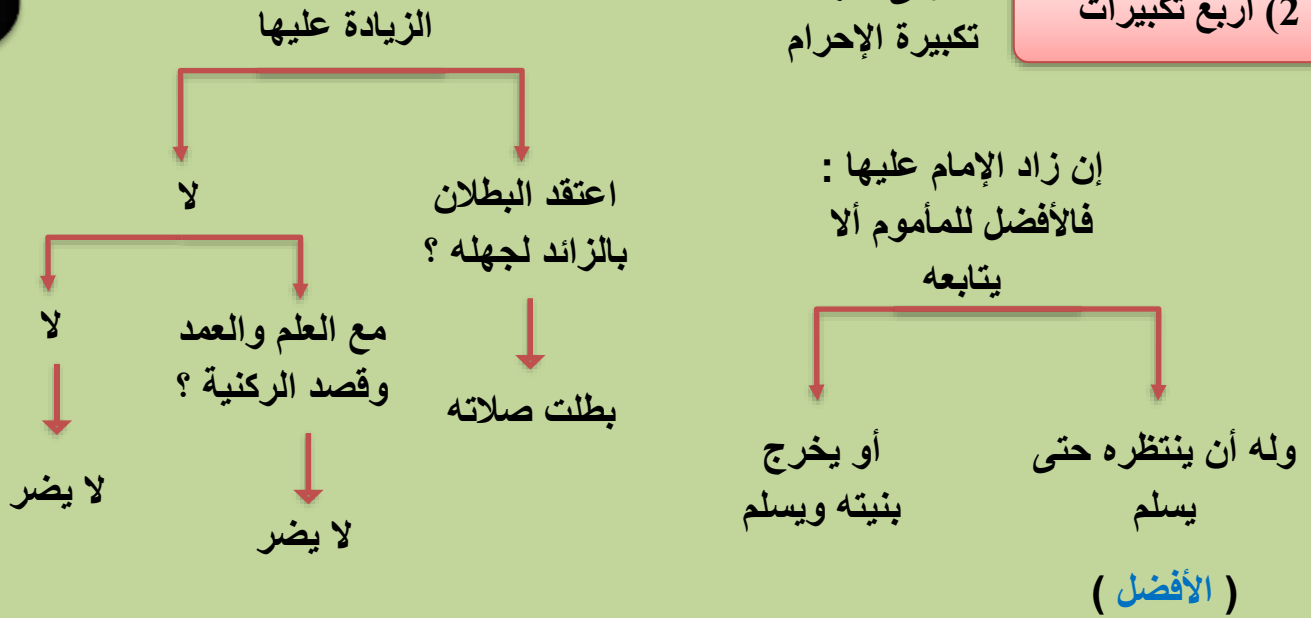 2) أربع تكبيرات
تكبيرة الإحرام
الزيادة عليها
إن زاد الإمام عليها :
فالأفضل للمأموم ألا
يتابعه
وله أن ينتظره حتى
يسلم
( الأفضل )
أو يخرج
بنيته ويسلم
اعتقد البطلان
بالزائد لجهله ؟
بطلت صلاته
لا
مع العلم والعمد
وقصد الركنية ؟
لا يضر
لا
لا يضر